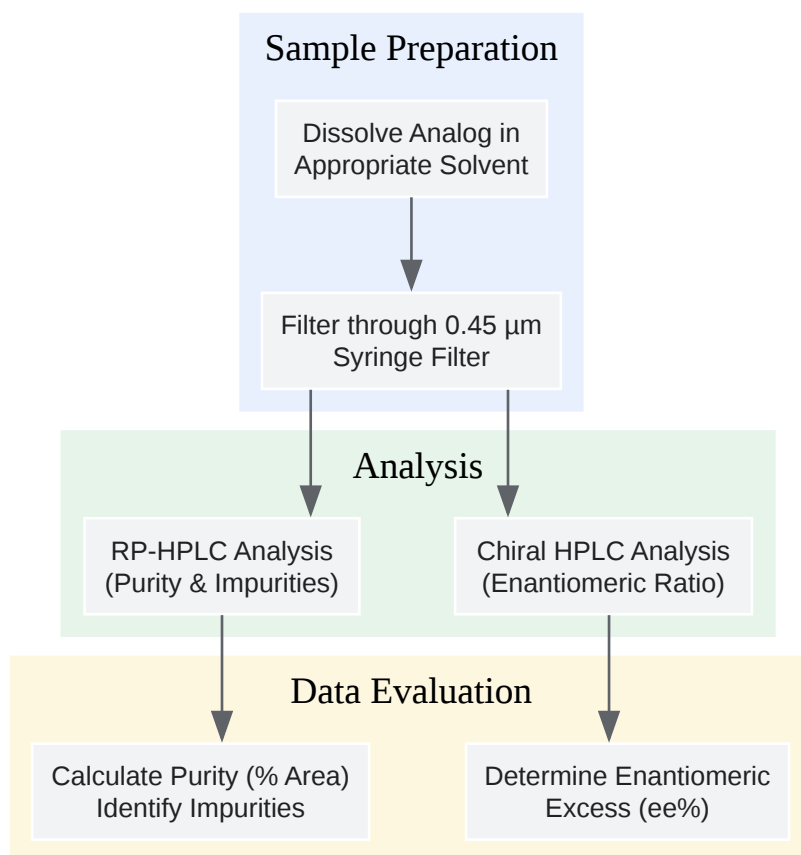 Sample Preparation
Dissolve Analog in
Appropriate Solvent
Filter through 0.45 µm
Syringe Filter
Analysis
RP-HPLC Analysis
(Purity & Impurities)
Chiral HPLC Analysis
(Enantiomeric Ratio)
Data Evaluation
Calculate Purity (% Area)
Identify Impurities
Determine Enantiomeric
Excess (ee%)